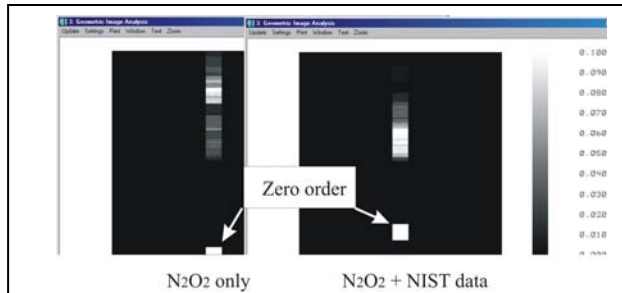 3: Geometric Image Analysis
Update Settings Print Window Text Zoom
3: Geometric Image Analysis
Update Settings Print Window Text Zoom
0.100
0.090
0.080
0.070
0.060
0.050
0.040
0.030
0.020
0.010
0.000
Zero order
N2O2 only
N2O2 + NIST data